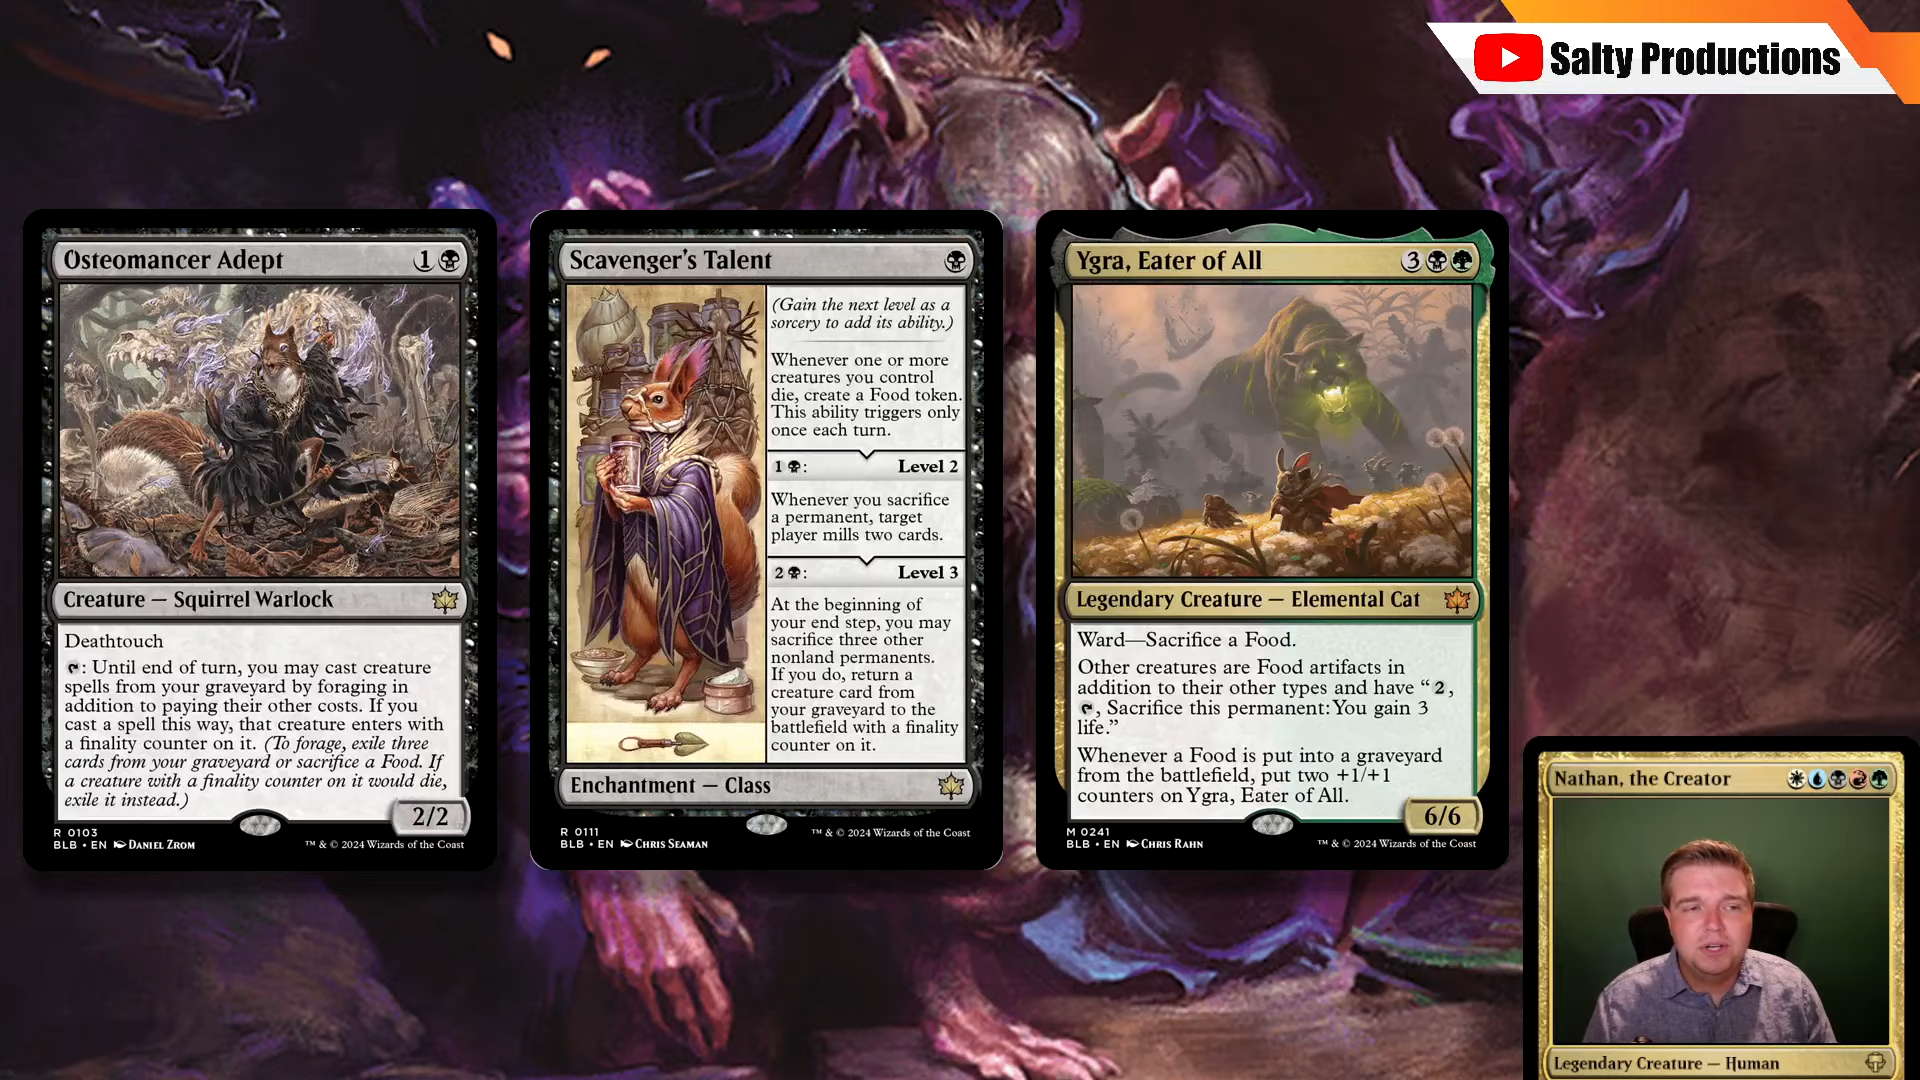 Salty Productions
Osteomancer Adept 1
Creature — Squirrel Warlock
Deathtouch
: Until end of turn, you may cast creature
spells from your graveyard by foraging in
addition to paying their other costs. If you
cast a spell this way, that creature enters with
a finality counter on it. (To forage, exile three
cards from your graveyard or sacrifice a Food. If
a creature with a finality counter on it would die,
exile it instead.)
2/2
R 0103
BLB • EN DANIEL ZROM
™ & © 2024 Wizards of the Coast
Scavenger's Talent
(Gain the next level as a
sorcery to add its ability.)
Whenever one or more
creatures you control
die, create a Food token.
This ability triggers only
once each turn.
1 : Level 2
Whenever you sacrifice
a permanent, target
player mills two cards.
2 : Level 3
At the beginning of
your end step, you may
sacrifice three other
nonland permanents.
If you do, return a
creature card from
your graveyard to the
battlefield with a finality
counter on it.
Enchantment — Class
R 0111
BLB • EN CHRIS SEAMAN
™ & © 2024 Wizards of the Coast
Ygra, Eater of All 3
Legendary Creature — Elemental Cat
Ward—Sacrifice a Food.
Other creatures are Food artifacts in
addition to their other types and have “2,
, Sacrifice this permanent: You gain 3
life.”
Whenever a Food is put into a graveyard
from the battlefield, put two +1/+1
counters on Ygra, Eater of All.
6/6
M 0241
BLB • EN CHRIS RAHN
™ & © 2024 Wizards of the Coast
Nathan, the Creator
Legendary Creature — Human